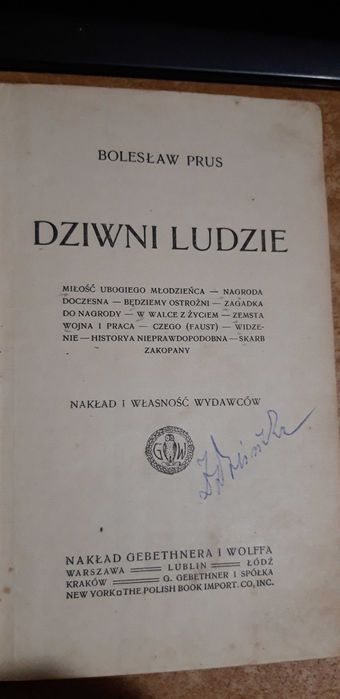 BOLESŁAW PRUS
DZIWNI LUDZIE
MIŁOŚĆ UBOGIEGO MŁODZIEŃCA — NAGRODA
DOCZESNA — BĘDZIEMY OSTROŻNI — ZAGADKA
DO NAGRODY — W WALCE Z ŻYCIEM — ZEMSTA
WOJNA I PRACA — CZEGO (FAUST) — WIDZE-
NIE — HISTORYA NIEPRAWDOPODOBNA — SKARB
ZAKOPANY
NAKŁAD I WŁASNOŚĆ WYDAWCÓW
G W
NAKŁAD GEBETHNERA I WOLFFA
WARSZAWA — LUBLIN — ŁÓDŹ
KRAKÓW — G. GEBETHNER I SPÓŁKA
NEW YORK THE POLISH BOOK IMPORT. CO, INC.